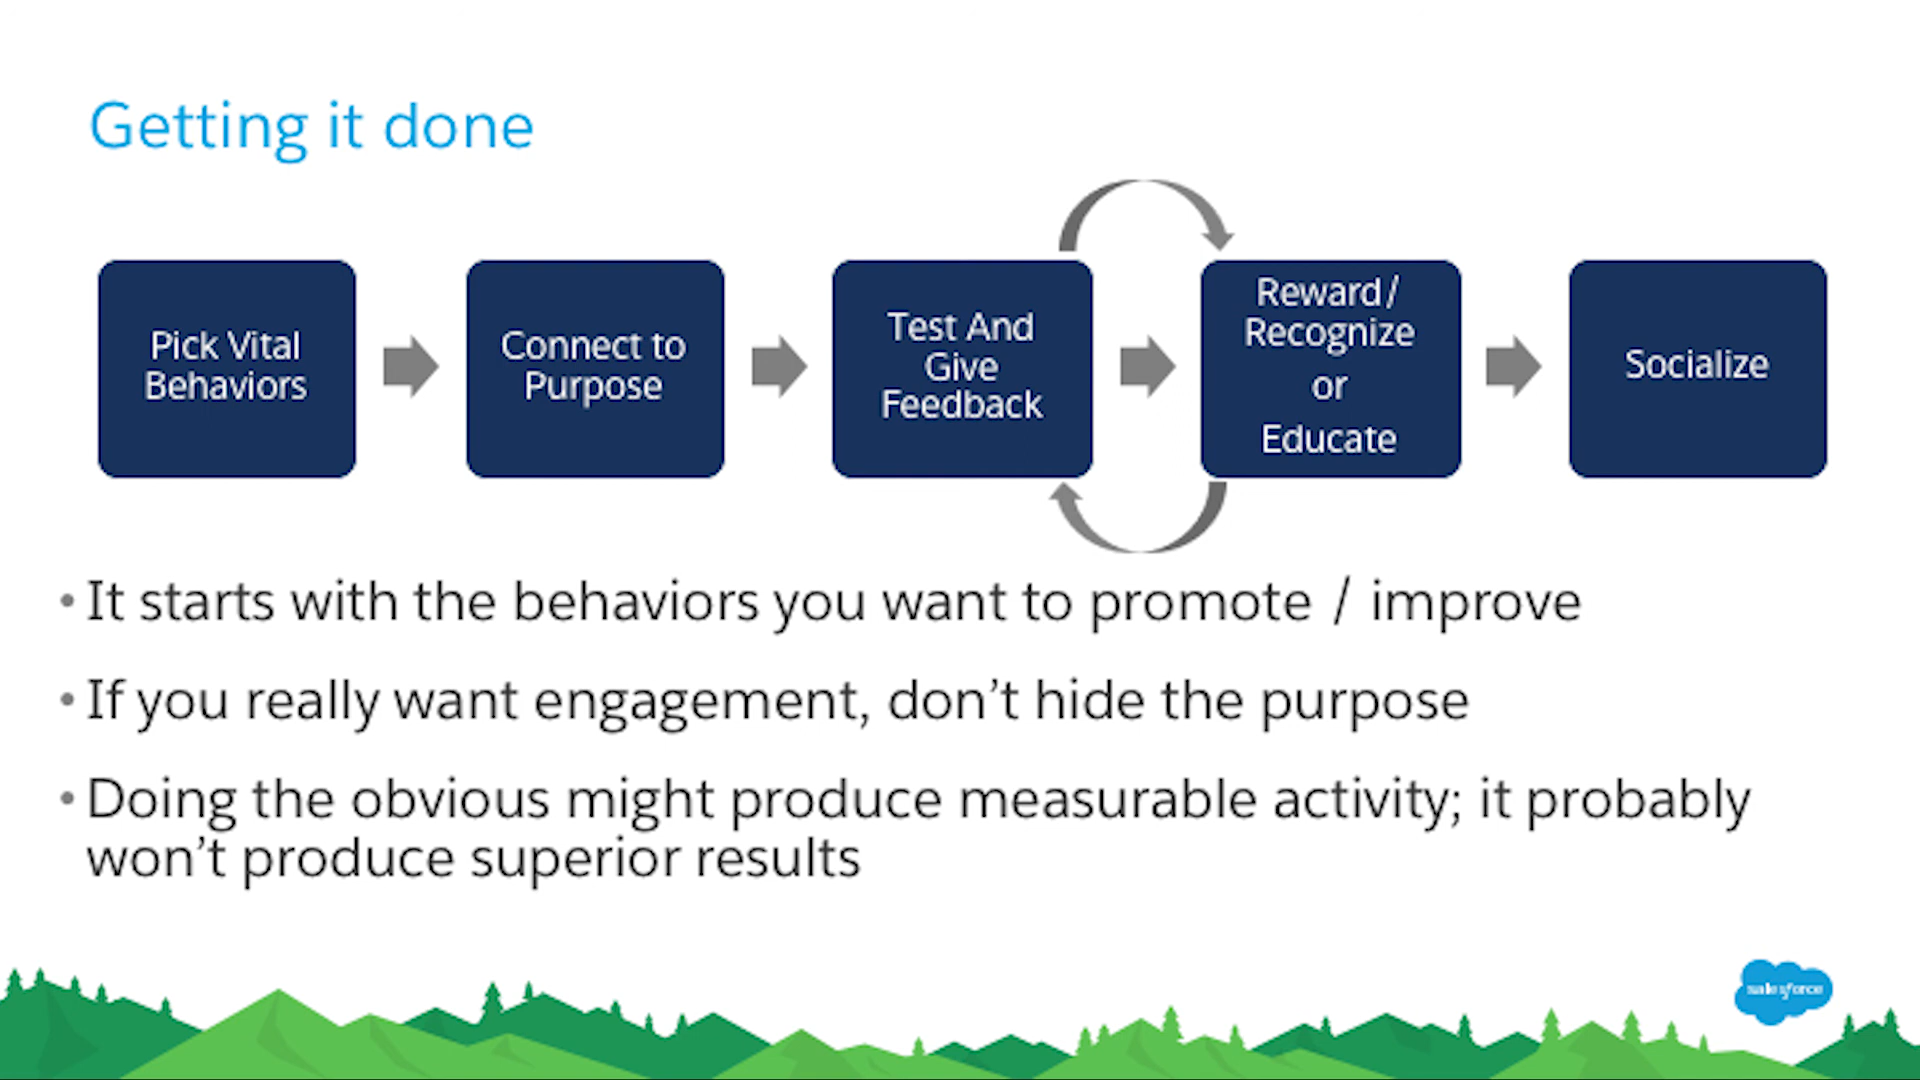 Getting it done
Pick Vital
Behaviors
Connect to
Purpose
Test And
Give
Feedback
Reward/
Recognize
or
Educate
Socialize
• It starts with the behaviors you want to promote / improve
• If you really want engagement, don’t hide the purpose
• Doing the obvious might produce measurable activity; it probably
won’t produce superior results
salesforce